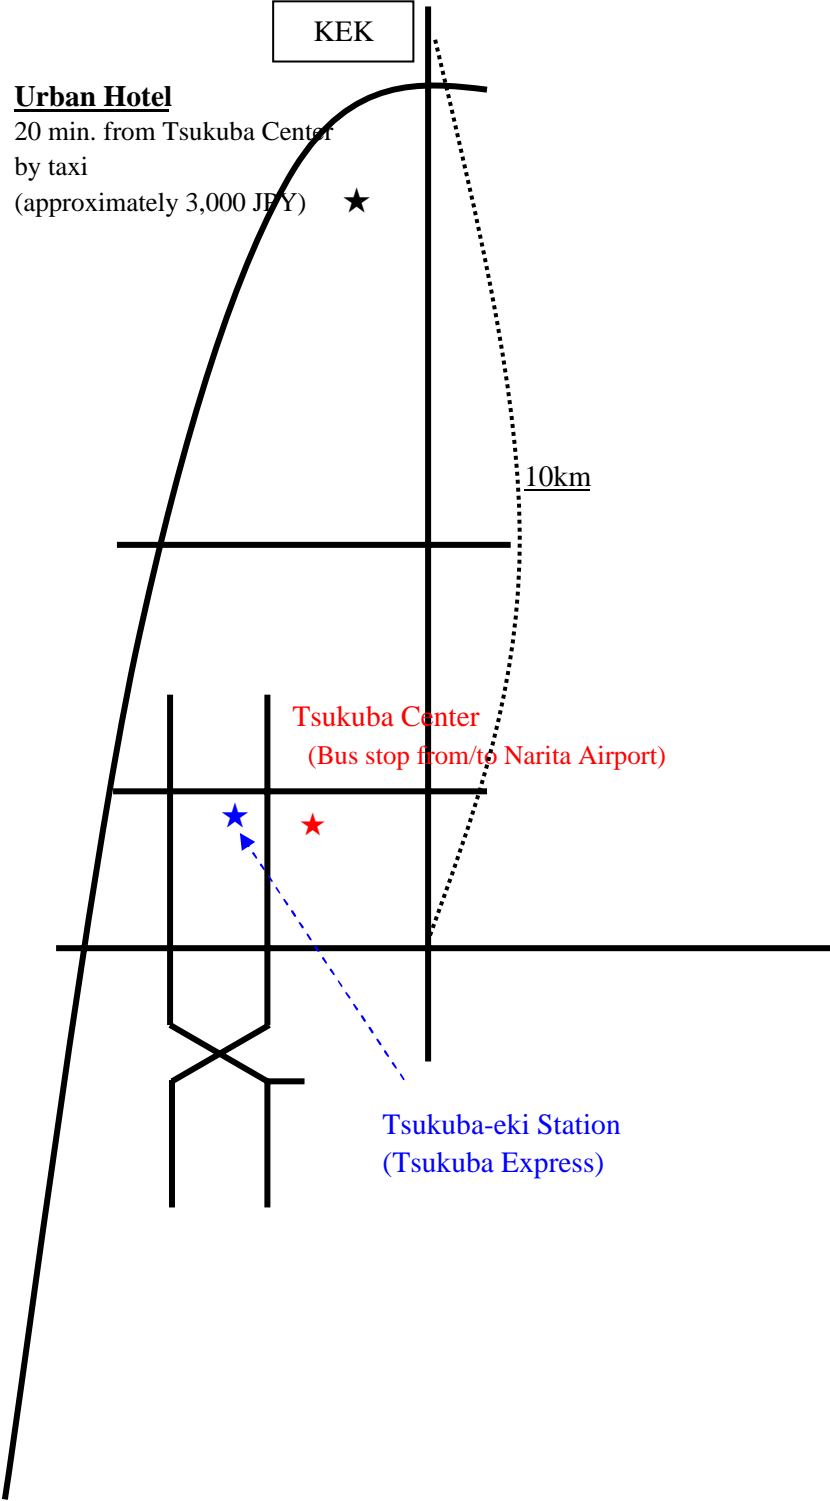 KEK
Urban Hotel
20 min. from Tsukuba Center
by taxi
(approximately 3,000 JPY)
10km
Tsukuba Center
(Bus stop from/to Narita Airport)
Tsukuba-eki Station
(Tsukuba Express)